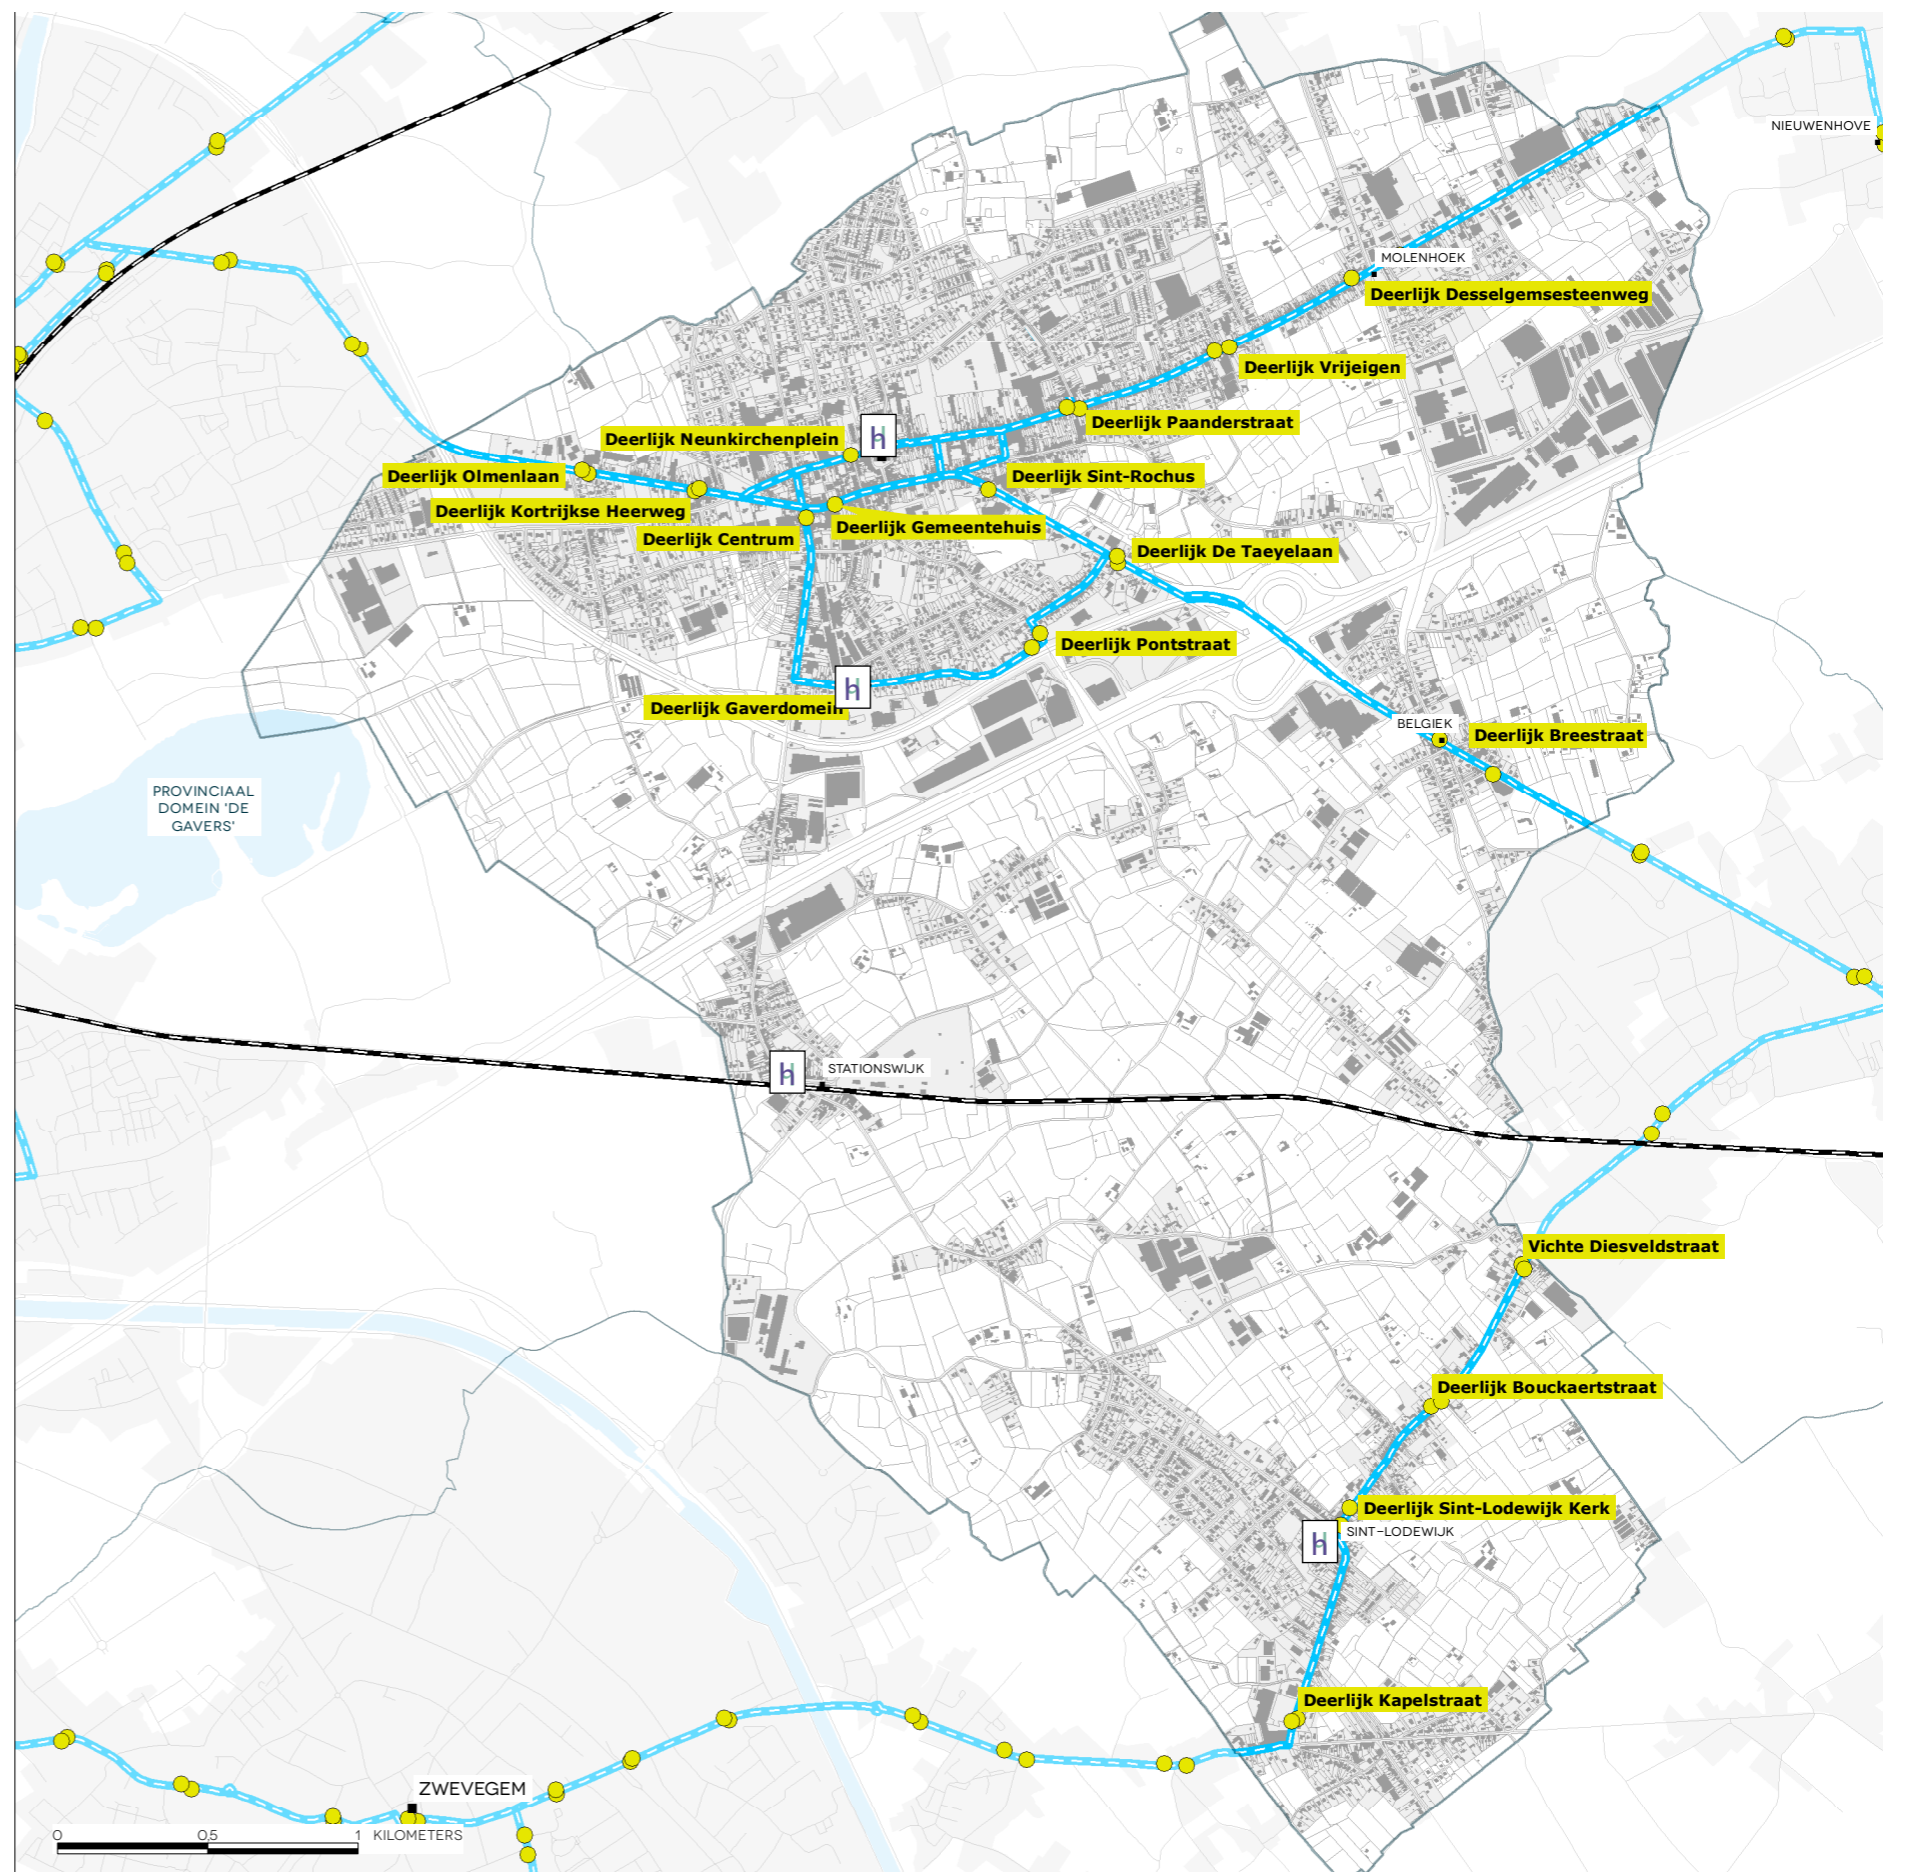 NIEUWENHOVE
MOLENHOEK
Deerlijk Desselgemsesteenweg
Deerlijk Vrijeigen
Deerlijk Paanderstraat
h
Deerlijk Neunkirchenplein
Deerlijk Olmenlaan
Deerlijk Sint-Rochus
Deerlijk Kortrijkse Heerweg
Deerlijk Gemeentehuis
Deerlijk Centrum
Deerlijk De Taeyelaan
Deerlijk Pontstraat
h
Deerlijk Gaverdomein
BELGIEK
Deerlijk Breestraat
PROVINCIAAL
DOMEIN 'DE
GAVERS'
h
STATIONSWIJK
Vichte Diesveldstraat
Deerlijk Bouckaertstraat
Deerlijk Sint-Lodewijk Kerk
SINT-LODEWIJK
h
Deerlijk Kapelstraat
ZWEVEGEM
0 0,5 1 KILOMETERS